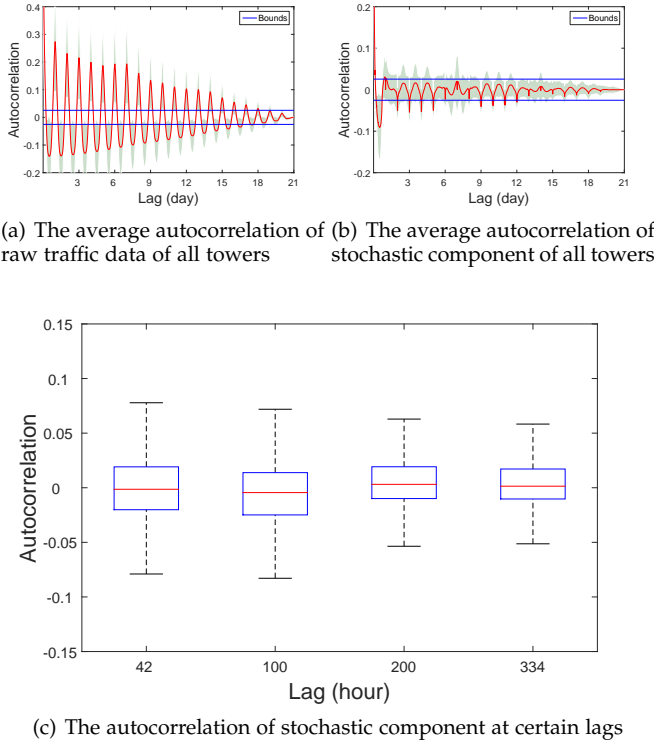 0.4
0.3
0.2
0.1
0
-0.1
-0.2
Autocorrelation
Bounds
3 6 9 12 15 18 21
Lag (day)
0.2
0.1
0
-0.1
-0.2
Autocorrelation
Bounds
3 6 9 12 15 18 21
Lag (day)
(a) The average autocorrelation of
raw traffic data of all towers
(b) The average autocorrelation of
stochastic component of all towers
0.15
0.1
0.05
0
-0.05
-0.1
-0.15
Autocorrelation
42 100 200 334
Lag (hour)
(c) The autocorrelation of stochastic component at certain lags